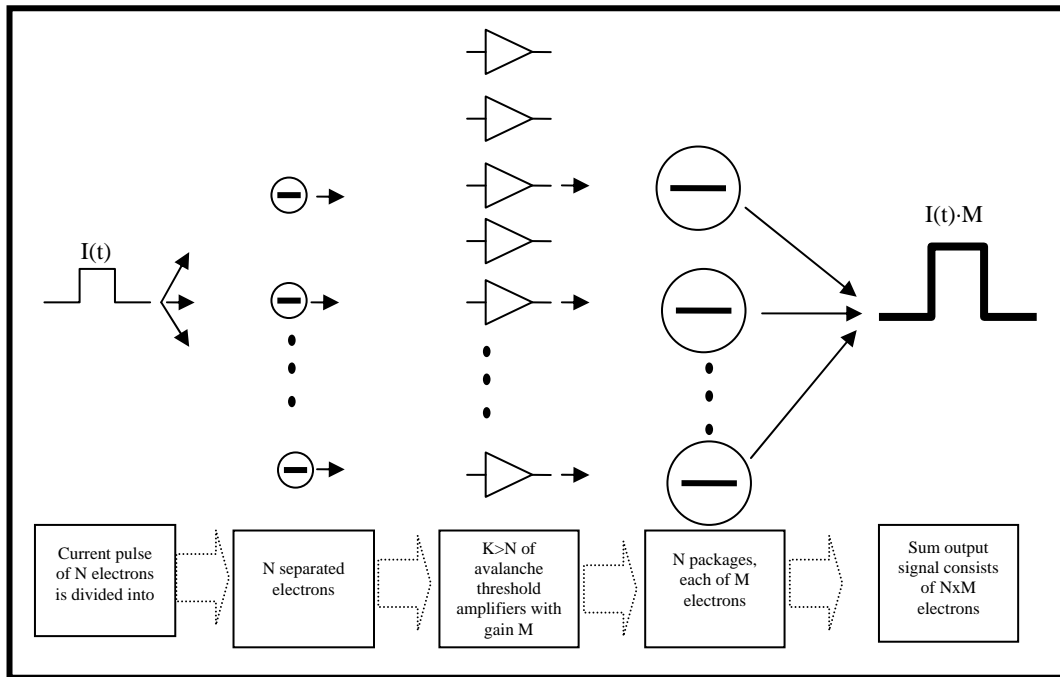 I(t)
I(t)·M
Current pulse
of N electrons
is divided into
N separated
electrons
K>N of
avalanche
threshold
amplifiers with
gain M
N packages,
each of M
electrons
Sum output
signal consists
of NxM
electrons